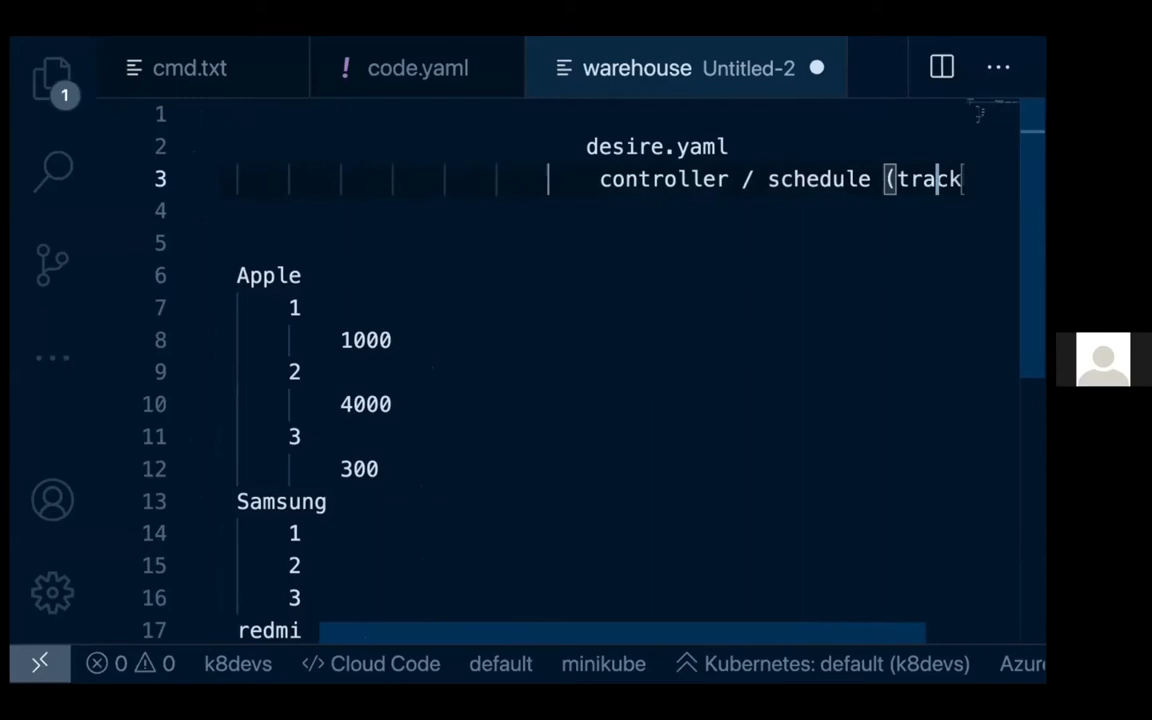 cmd.txt ! code.yaml warehouse Untitled-2
1
1
2 desire.yaml
3 controller / schedule (track
4
5
6 Apple
7 1
8 1000
9 2
10 4000
11 3
12 300
13 Samsung
14 1
15 2
16 3
17 redmi
0 0 k8devs </> Cloud Code default minikube Kubernetes: default (k8devs) Azur